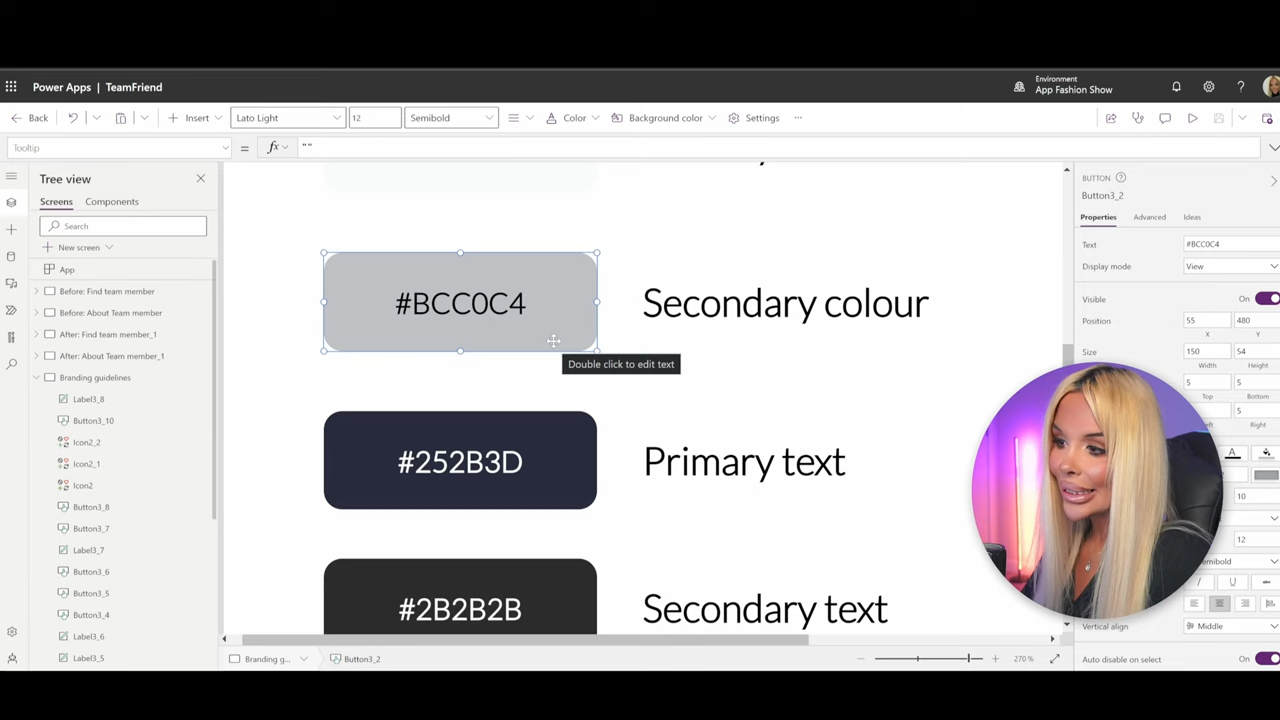 Power Apps | TeamFriend
Environment
App Fashion Show
Back
Insert
Lato Light
12
Semibold
Color
Background color
Settings
Tooltip
=
fx
""
Tree view
Screens
Components
Search
New screen
App
Before: Find team member
Before: About Team member
After: Find team member_1
After: About Team member_1
Branding guidelines
Label3_8
Button3_10
Icon2_2
Icon2_1
Icon2
Button3_8
Button3_7
Label3_7
Button3_6
Button3_5
Button3_4
Label3_6
Label3_5
#BCC0C4
Secondary colour
Double click to edit text
#252B3D
Primary text
#2B2B2B
Secondary text
Branding g...
Button3_2
270 %
BUTTON
Button3_2
Properties
Advanced
Ideas
Text
#BCC0C4
Display mode
View
Visible
On
Position
55
480
X
Y
Size
150
54
Width
Height
5
5
Top
Bottom
5
Right
10
12
Vertical align
Middle
Auto disable on select
On